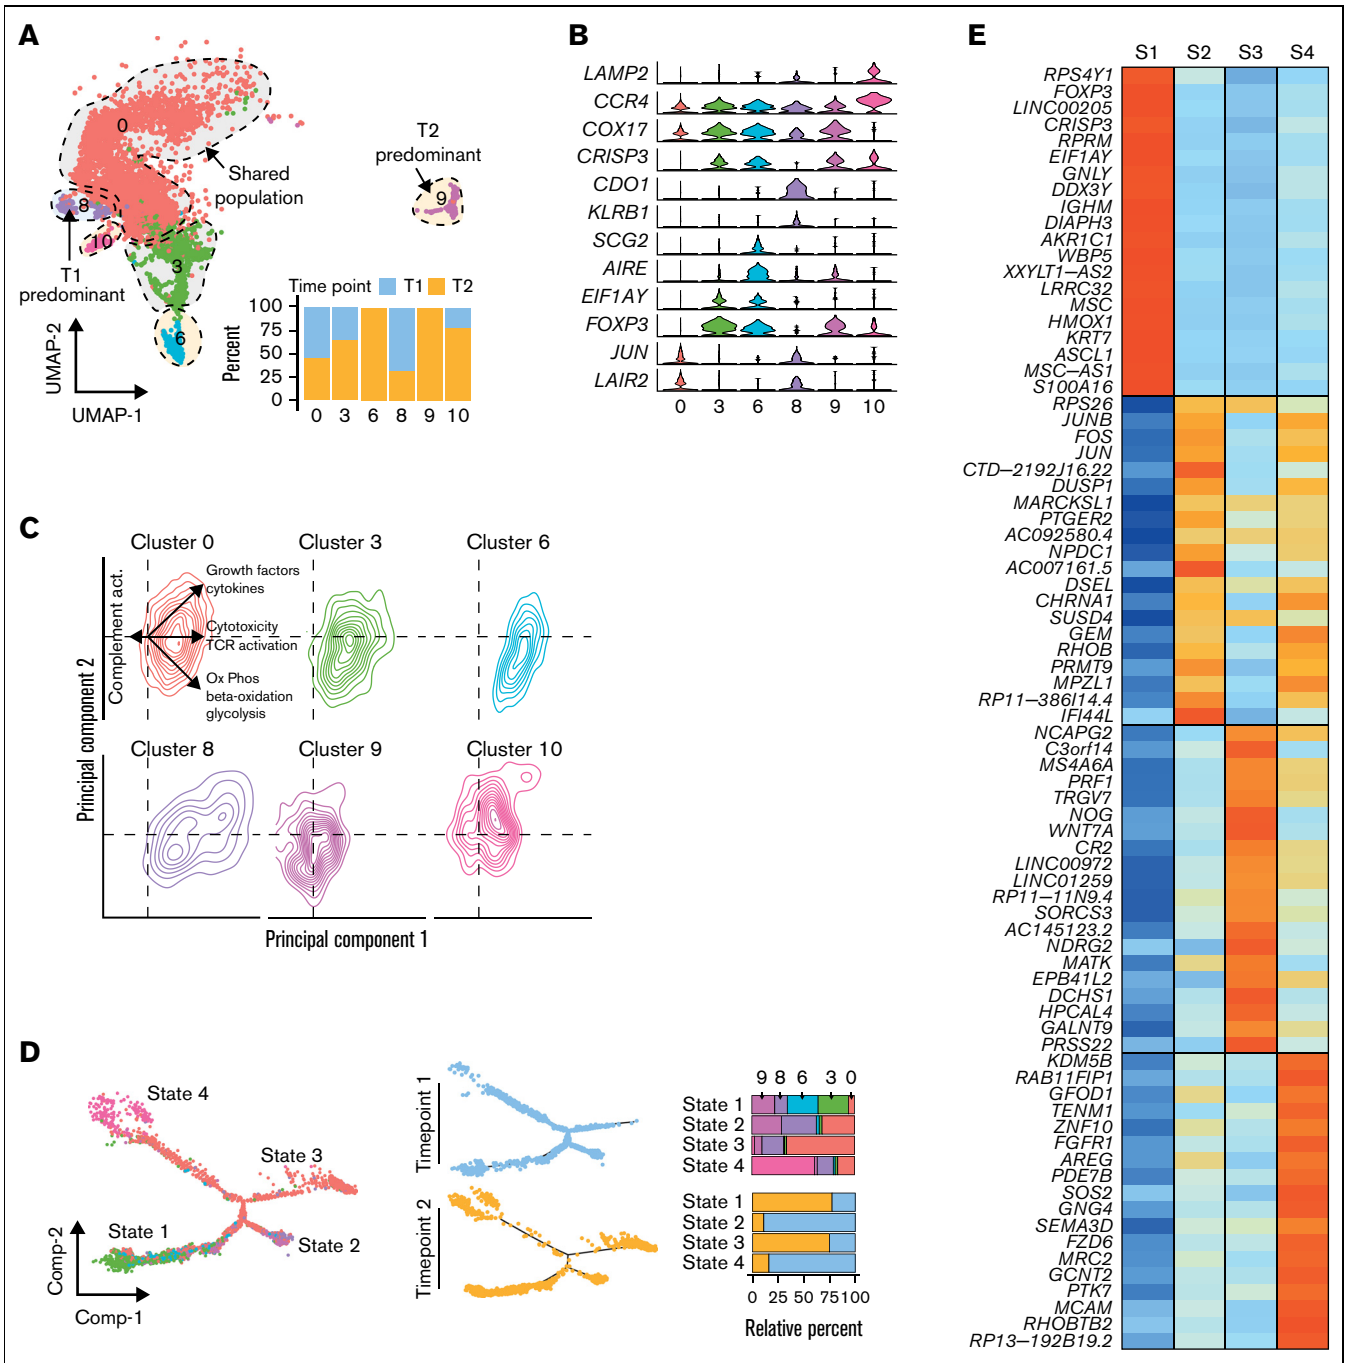 A
0
8
10
3
6
9
Shared
population
T2
predominant
T1
predominant
UMAP-2
UMAP-1
Time point T1 T2
Percent
100
75
50
25
0
0 3 6 8 9 10
B
LAMP2
CCR4
COX17
CRISP3
CDO1
KLRB1
SCG2
AIRE
EIF1AY
FOXP3
JUN
LAIR2
0 3 6 8 9 10
C
Cluster 0 Cluster 3 Cluster 6
Growth factors
cytokines
Cytotoxicity
TCR activation
Ox Phos
beta-oxidation
glycolysis
Complement act.
Principal component 2
Cluster 8 Cluster 9 Cluster 10
Principal component 1
D
State 4
State 3
State 1
State 2
Comp-2
Comp-1
Timepoint 1
Timepoint 2
9 8 6 3 0
State 1
State 2
State 3
State 4
State 1
State 2
State 3
State 4
0 25 50 75 100
Relative percent
E
S1 S2 S3 S4
RPS4Y1
FOXP3
LINC00205
CRISP3
RPRM
EIF1AY
GNLY
DDX3Y
IGHM
DIAPH3
AKR1C1
WBP5
XXYLT1–AS2
LRRC32
MSC
HMOX1
KRT7
ASCL1
MSC–AS1
S100A16
RPS26
JUNB
FOS
JUN
CTD–2192J16.22
DUSP1
MARCKSL1
PTGER2
AC092580.4
NPDC1
AC007161.5
DSEL
CHRNA1
SUSD4
GEM
RHOB
PRMT9
MPZL1
RP11–386I14.4
IFI44L
NCAPG2
C3orf14
MS4A6A
PRF1
TRGV7
NOG
WNT7A
CR2
LINC00972
LINC01259
RP11–11N9.4
SORCS3
AC145123.2
NDRG2
MATK
EPB41L2
DCHS1
HPCAL4
GALNT9
PRSS22
KDM5B
RAB11FIP1
GFOD1
TENM1
ZNF10
FGFR1
AREG
PDE7B
SOS2
GNG4
SEMA3D
FZD6
MRC2
GCNT2
PTK7
MCAM
RHOBTB2
RP13–192B19.2